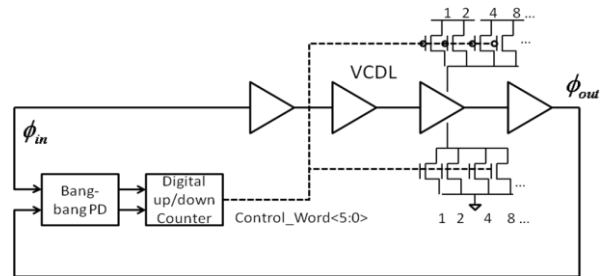 1 2 4 8 ...
...
VCDL
ϕin
ϕout
Bang-
bang PD
Digital
up/down
Counter
Control_Word<5:0>
...
1 2 4 8 ...